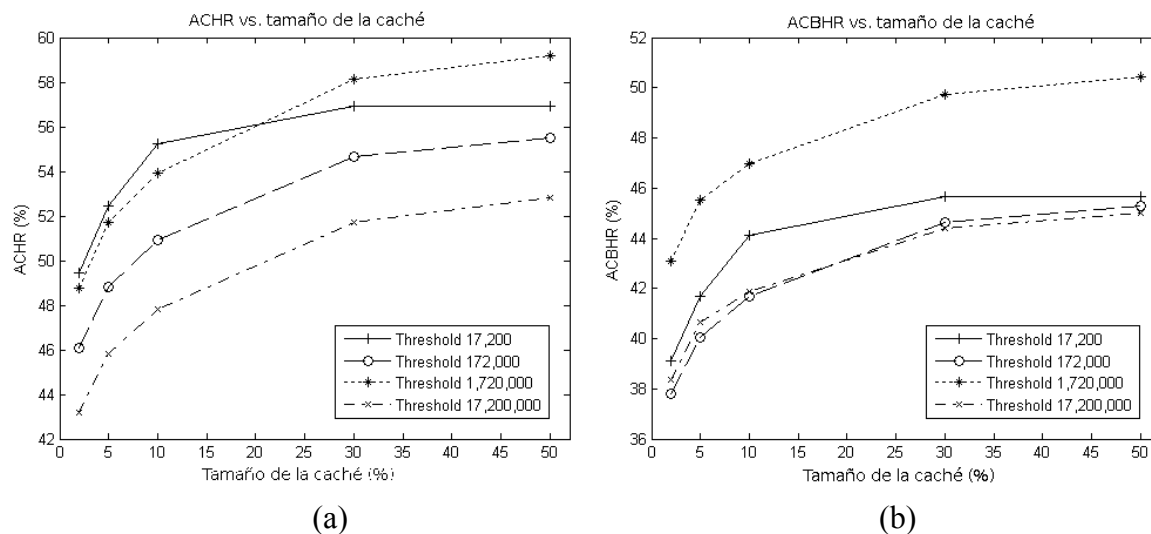 ACHR vs. tamaño de la caché
60
58
56
54
52
50
48
46
44
42
ACHR (%)
0 5 10 15 20 25 30 35 40 45 50
Tamaño de la caché (%)
Threshold 17,200
Threshold 172,000
Threshold 1,720,000
Threshold 17,200,000
(a)
ACBHR vs. tamaño de la caché
52
50
48
46
44
42
40
38
36
ACBHR (%)
0 5 10 15 20 25 30 35 40 45 50
Tamaño de la caché (%)
Threshold 17,200
Threshold 172,000
Threshold 1,720,000
Threshold 17,200,000
(b)